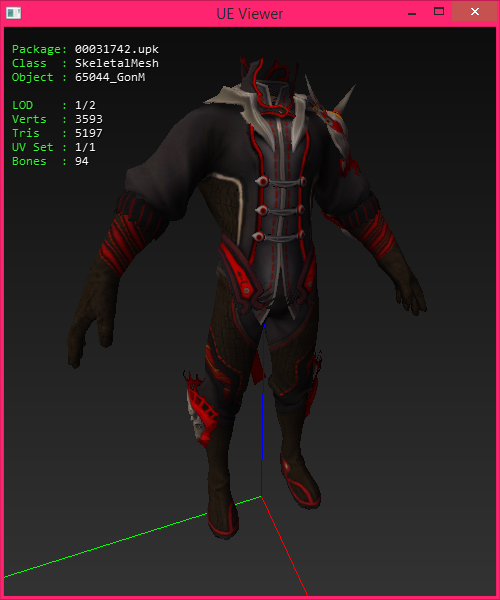 UE Viewer
Package: 00031742.upk
Class  : SkeletalMesh
Object : 65044_GonM
LOD    : 1/2
Verts  : 3593
Tris   : 5197
UV Set : 1/1
Bones  : 94